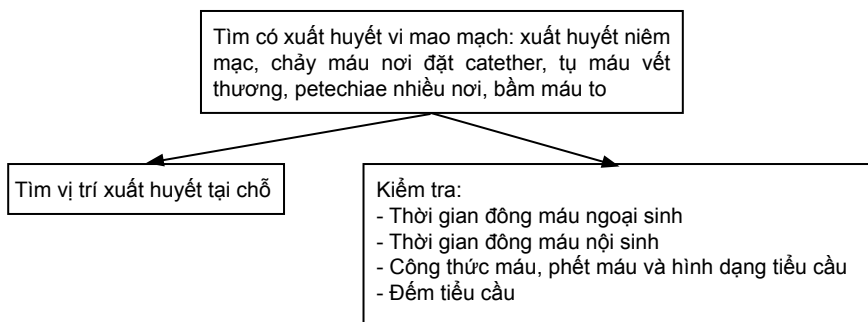 Tìm có xuất huyết vi mao mạch: xuất huyết niêm
mạc, chảy máu nơi đặt catether, tụ máu vết
thương, petechiae nhiều nơi, bầm máu to
Tìm vị trí xuất huyết tại chỗ
Kiểm tra:
- Thời gian đông máu ngoại sinh
- Thời gian đông máu nội sinh
- Công thức máu, phết máu và hình dạng tiểu cầu
- Đếm tiểu cầu